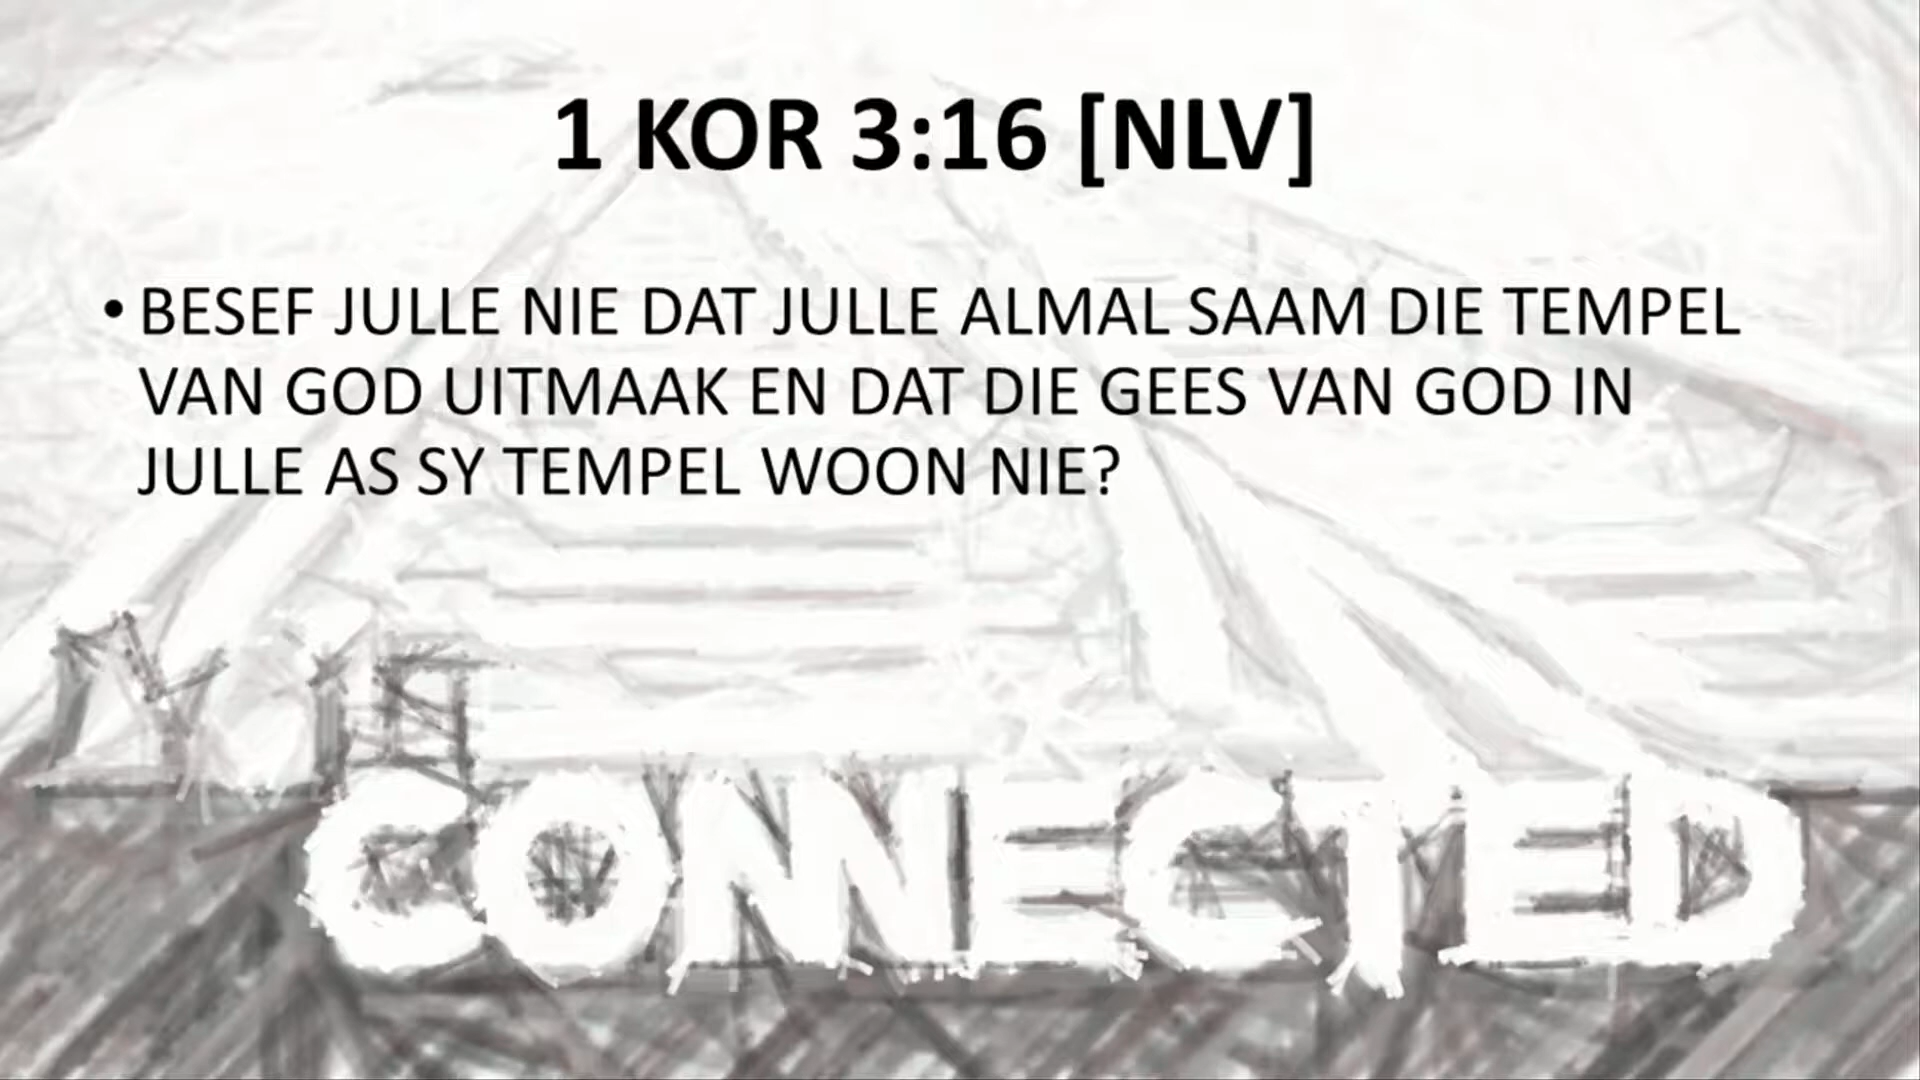 1 KOR 3:16 [NLV]
• BESEF JULLE NIE DAT JULLE ALMAL SAAM DIE TEMPEL
VAN GOD UITMAAK EN DAT DIE GEES VAN GOD IN
JULLE AS SY TEMPEL WOON NIE?
CONNECTED